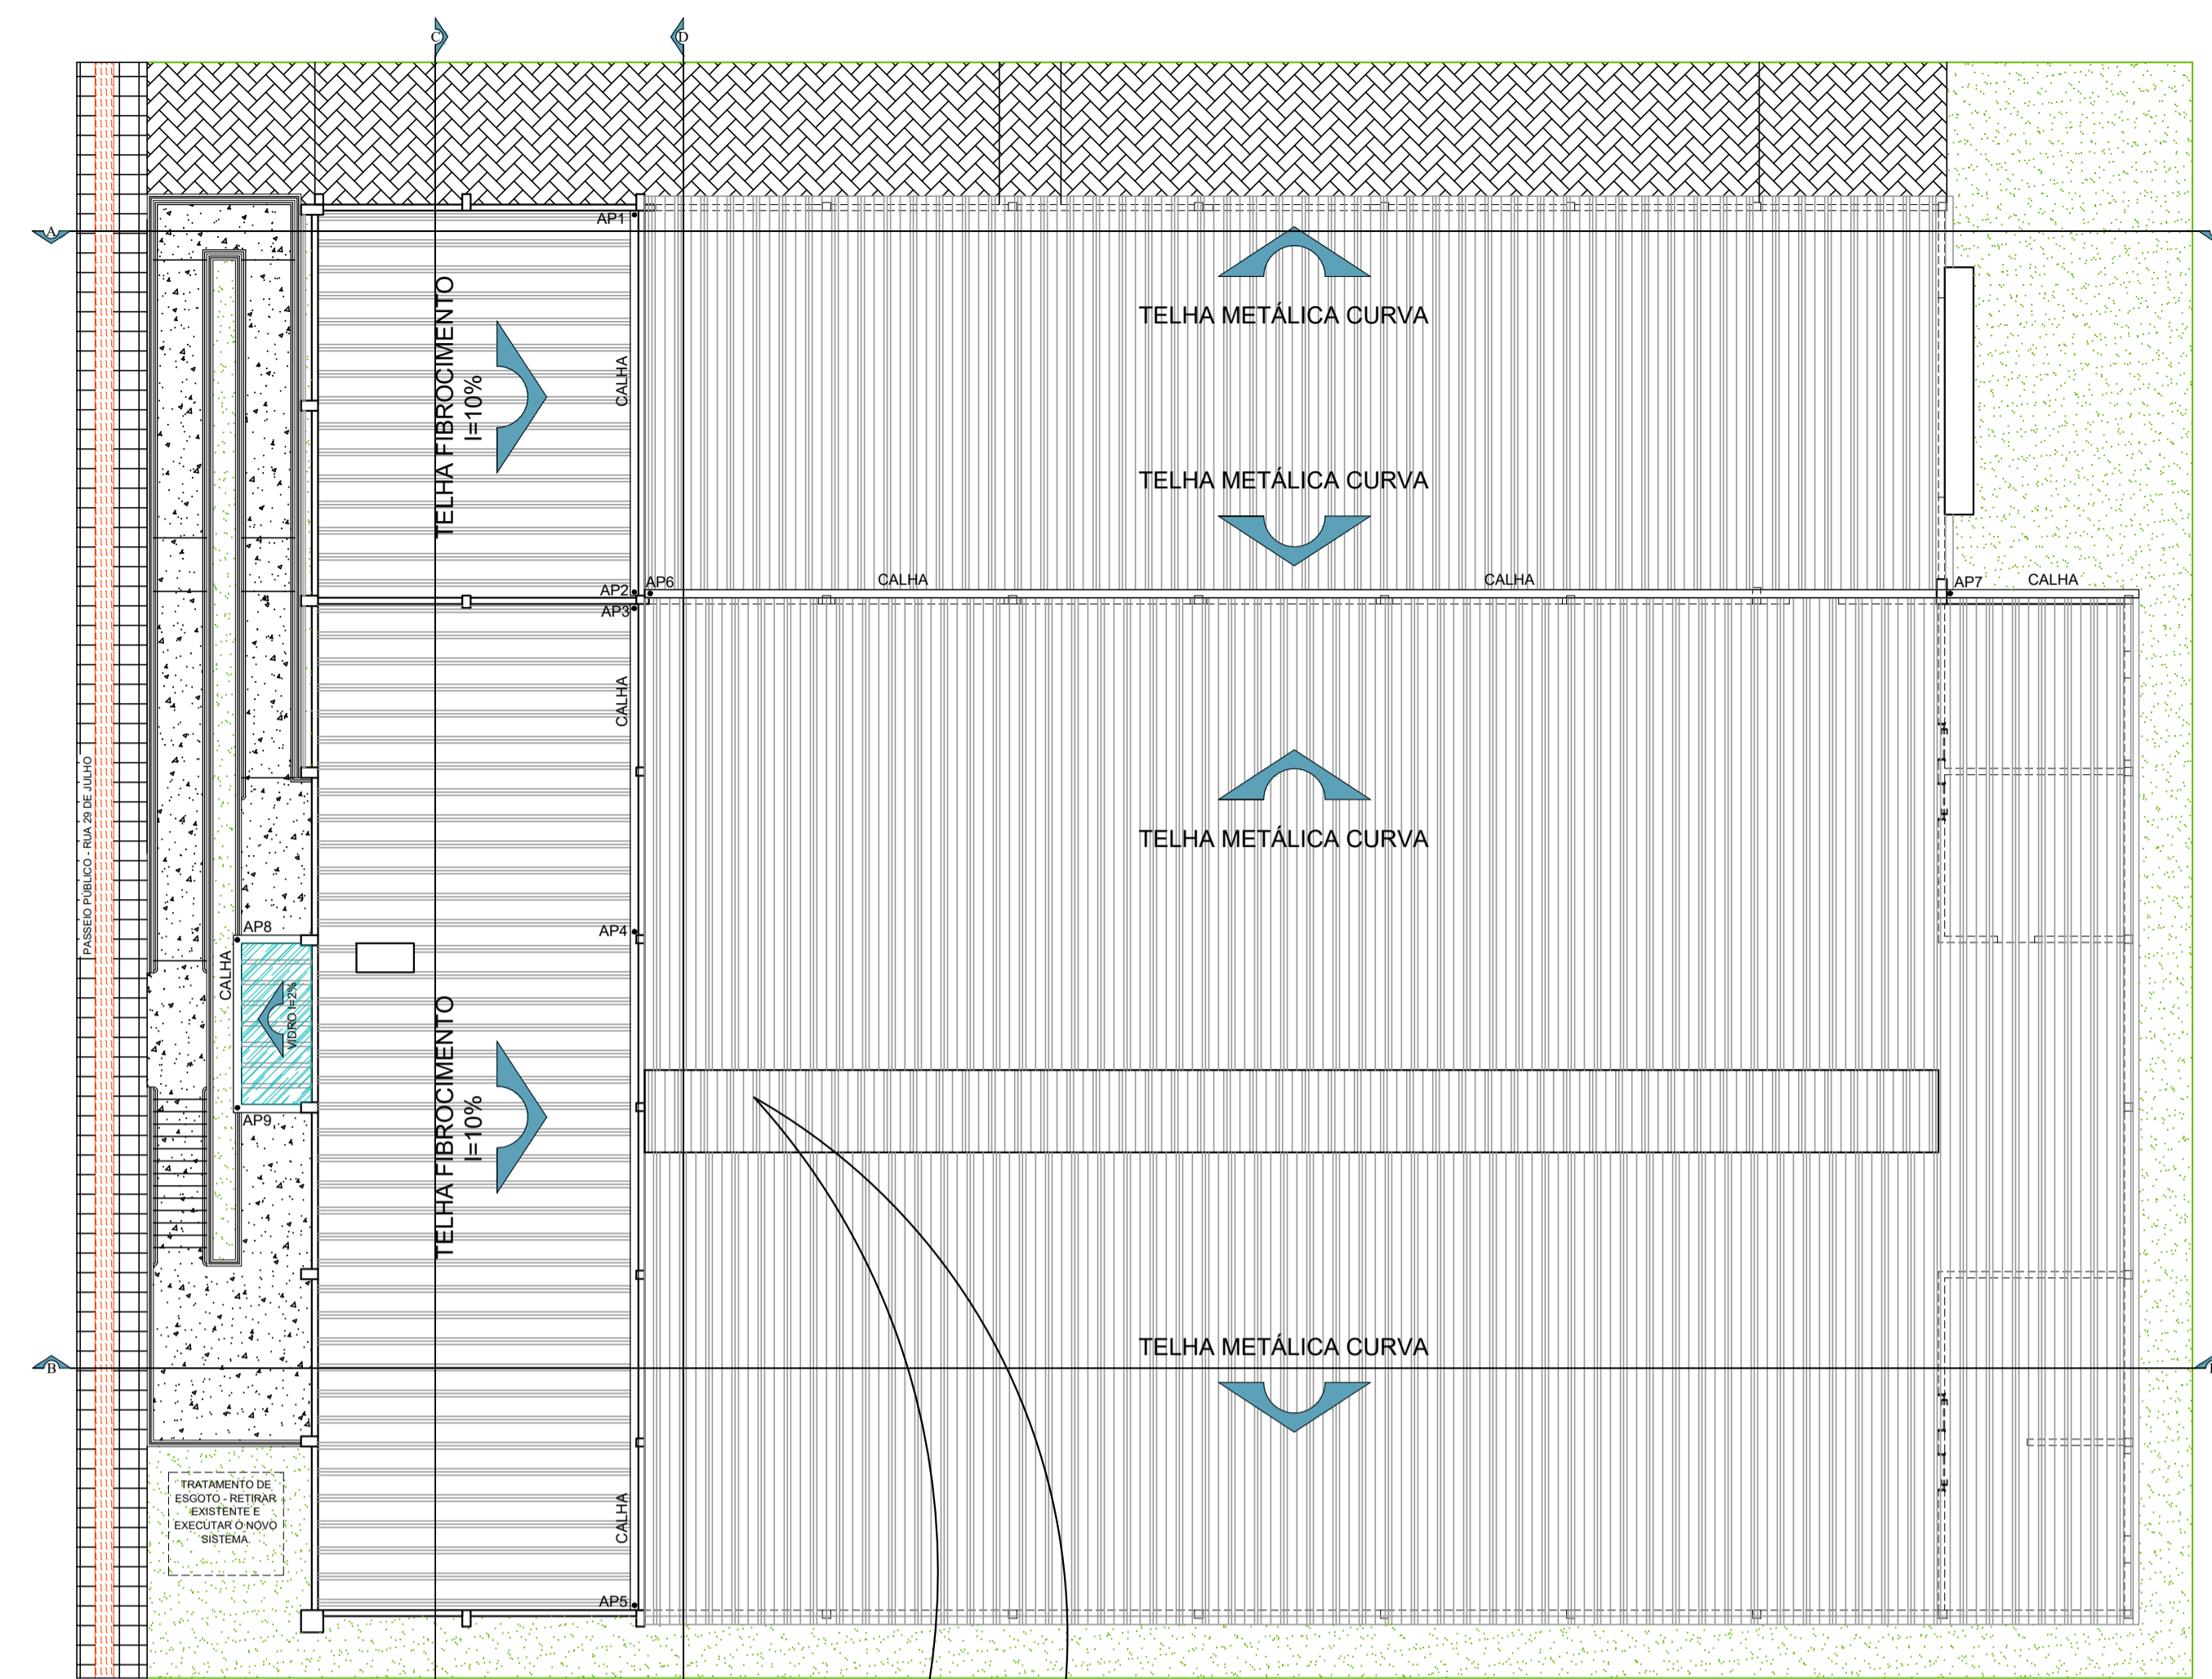 C
D
A
AP1
TELHA METÁLICA CURVA
TELHA FIBROCIMENTO
I=10%
CALHA
TELHA METÁLICA CURVA
AP2
AP6
CALHA
CALHA
AP7
CALHA
AP3
CALHA
PASSEIO PÚBLICO - RUA 29 DE JULHO
TELHA METÁLICA CURVA
AP8
AP4
CALHA
VIDRO I=2%
TELHA FIBROCIMENTO
I=10%
AP9
TELHA METÁLICA CURVA
B
TRATAMENTO DE
ESGOTO - RETIRAR
EXISTENTE E
EXECUTAR O NOVO
SISTEMA.
CALHA
AP5